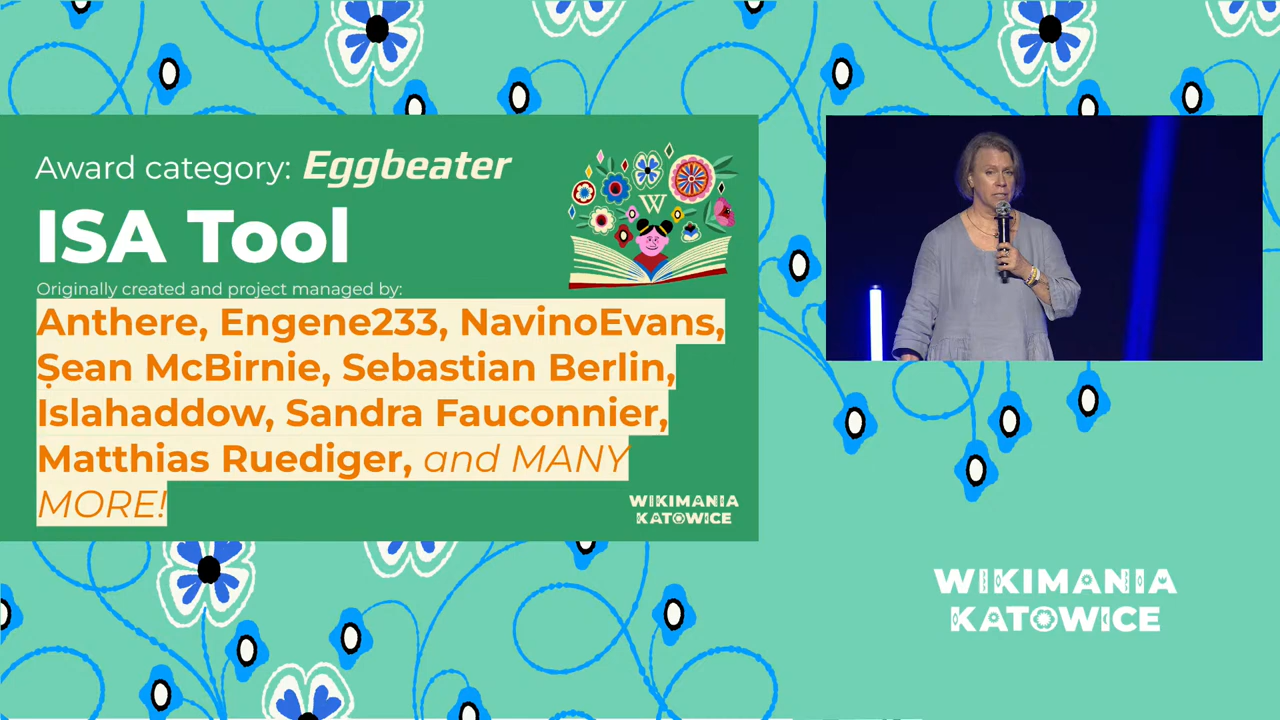 Award category: Eggbeater
ISA Tool
Originally created and project managed by:
Anthere, Engene233, NavinoEvans,
Șean McBirnie, Sebastian Berlin,
Islahaddow, Sandra Fauconnier,
Matthias Ruediger, and MANY
MORE!
W
WIKIMANIA
KATOWICE
WIKIMANIA
KATOWICE